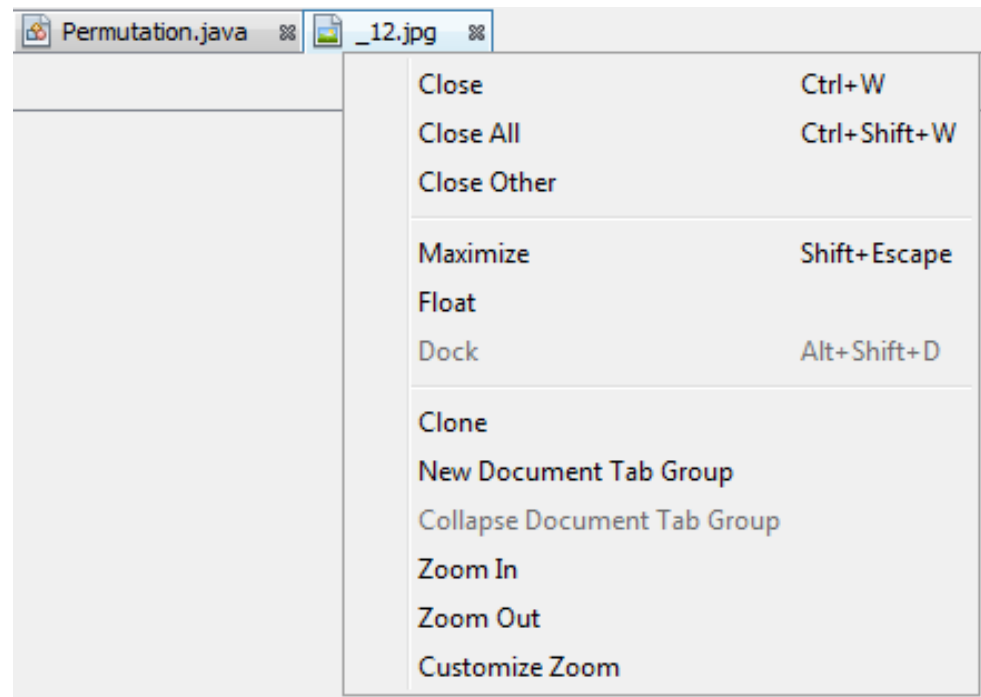 Permutation.java _12.jpg
Close Ctrl+W
Close All Ctrl+Shift+W
Close Other
Maximize Shift+Escape
Float
Dock Alt+Shift+D
Clone
New Document Tab Group
Collapse Document Tab Group
Zoom In
Zoom Out
Customize Zoom